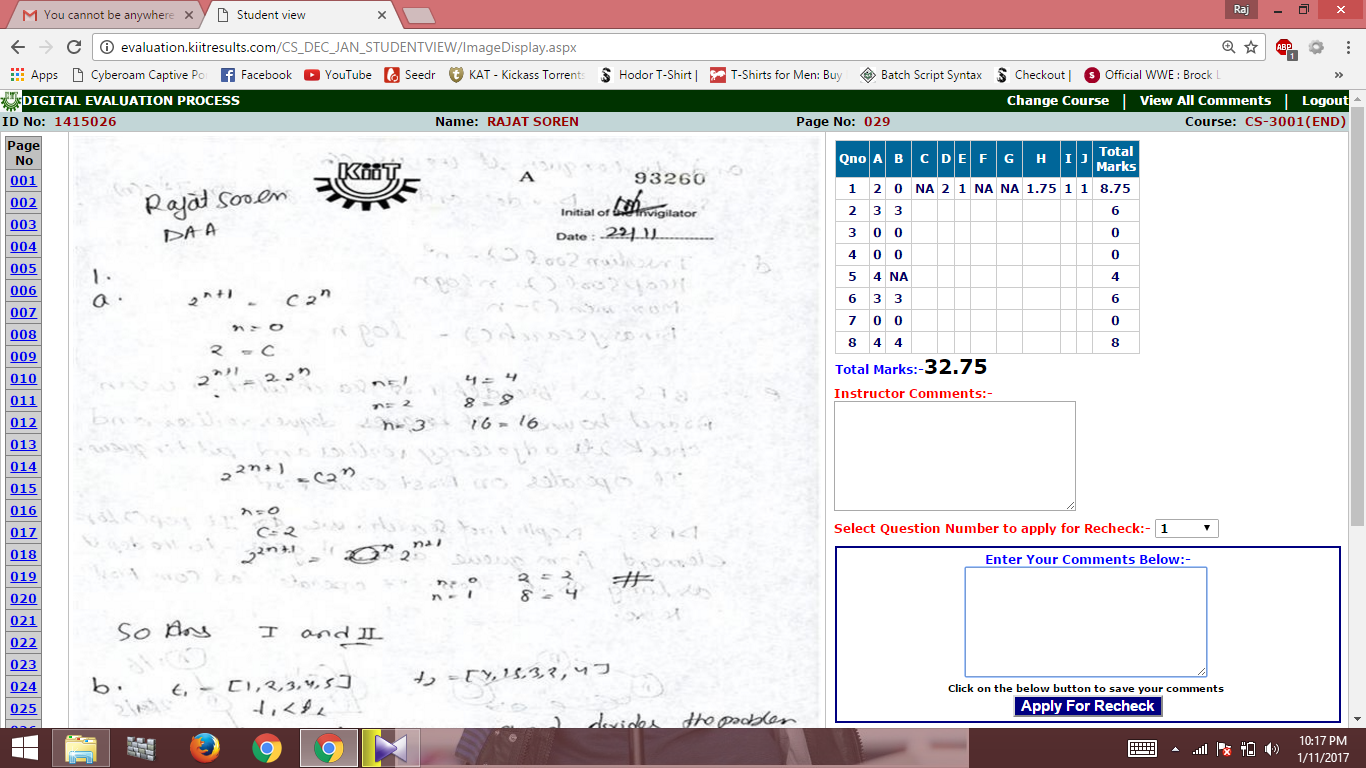 You cannot be anywhere
Student view
Raj
evaluation.kiitresults.com/CS_DEC_JAN_STUDENTVIEW/ImageDisplay.aspx
ABP
1
Apps
Cyberoam Captive Po
Facebook
YouTube
Seedr
KAT - Kickass Torrents
Hodor T-Shirt |
T-Shirts for Men: Buy
Batch Script Syntax
Checkout |
Official WWE : Brock L
»
DIGITAL EVALUATION PROCESS
Change Course | View All Comments | Logout
ID No: 1415026 Name: RAJAT SOREN Page No: 029 Course: CS-3001(END)
Page No
001
002
003
004
005
006
007
008
009
010
011
012
013
014
015
016
017
018
019
020
021
022
023
024
025
026
KiiT
A 93260
Rajat Soren
DAA
Initial of the Invigilator
Date : 22/11
1.
a. 2^{n+1} = C 2^n
n = 0
2 = C
2^{n+1} = 2.2^n n=1 4 = 4
n = 2 8 = 8
n = 3 16 = 16
2^{2n+1} = C2^n
n=0
C=2
2^{2n+1} = 2^{n+1}
n = 0 2 = 2
n = 1 8 = 4
SO Ans I and II
b. t₁ = [1,2,3,4,5] t₂ = [4,15,3,2,4]
t₁ < t₂
divides the problem
Qno A B C D E F G H I J Total Marks
1 2 0 NA 2 1 NA NA 1.75 1 1 8.75
2 3 3 6
3 0 0 0
4 0 0 0
5 4 NA 4
6 3 3 6
7 0 0 0
8 4 4 8
Total Marks:-32.75
Instructor Comments:-
Select Question Number to apply for Recheck:- 1
Enter Your Comments Below:-
Click on the below button to save your comments
Apply For Recheck
10:17 PM
1/11/2017